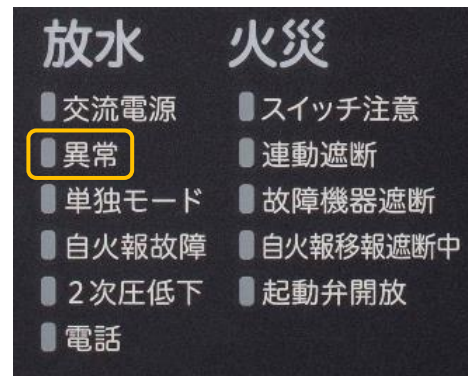 放水 火災
交流電源 スイッチ注意
異常 連動遮断
単独モード 故障機器遮断
自火報故障 自火報移報遮断中
2次圧低下 起動弁開放
電話